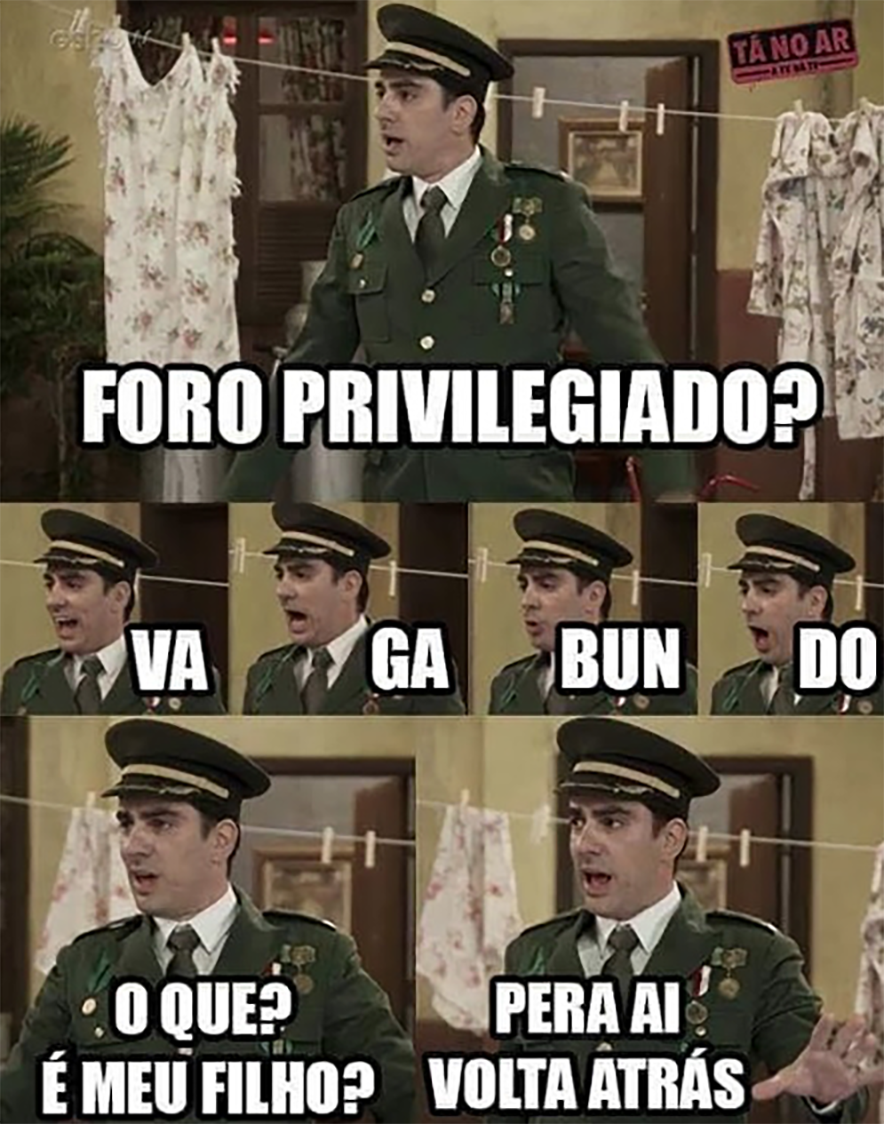 TÁ NO AR
FORO PRIVILEGIADO?
VA
GA
BUN
DO
O QUE?
É MEU FILHO?
PERA AI
VOLTA ATRÁS